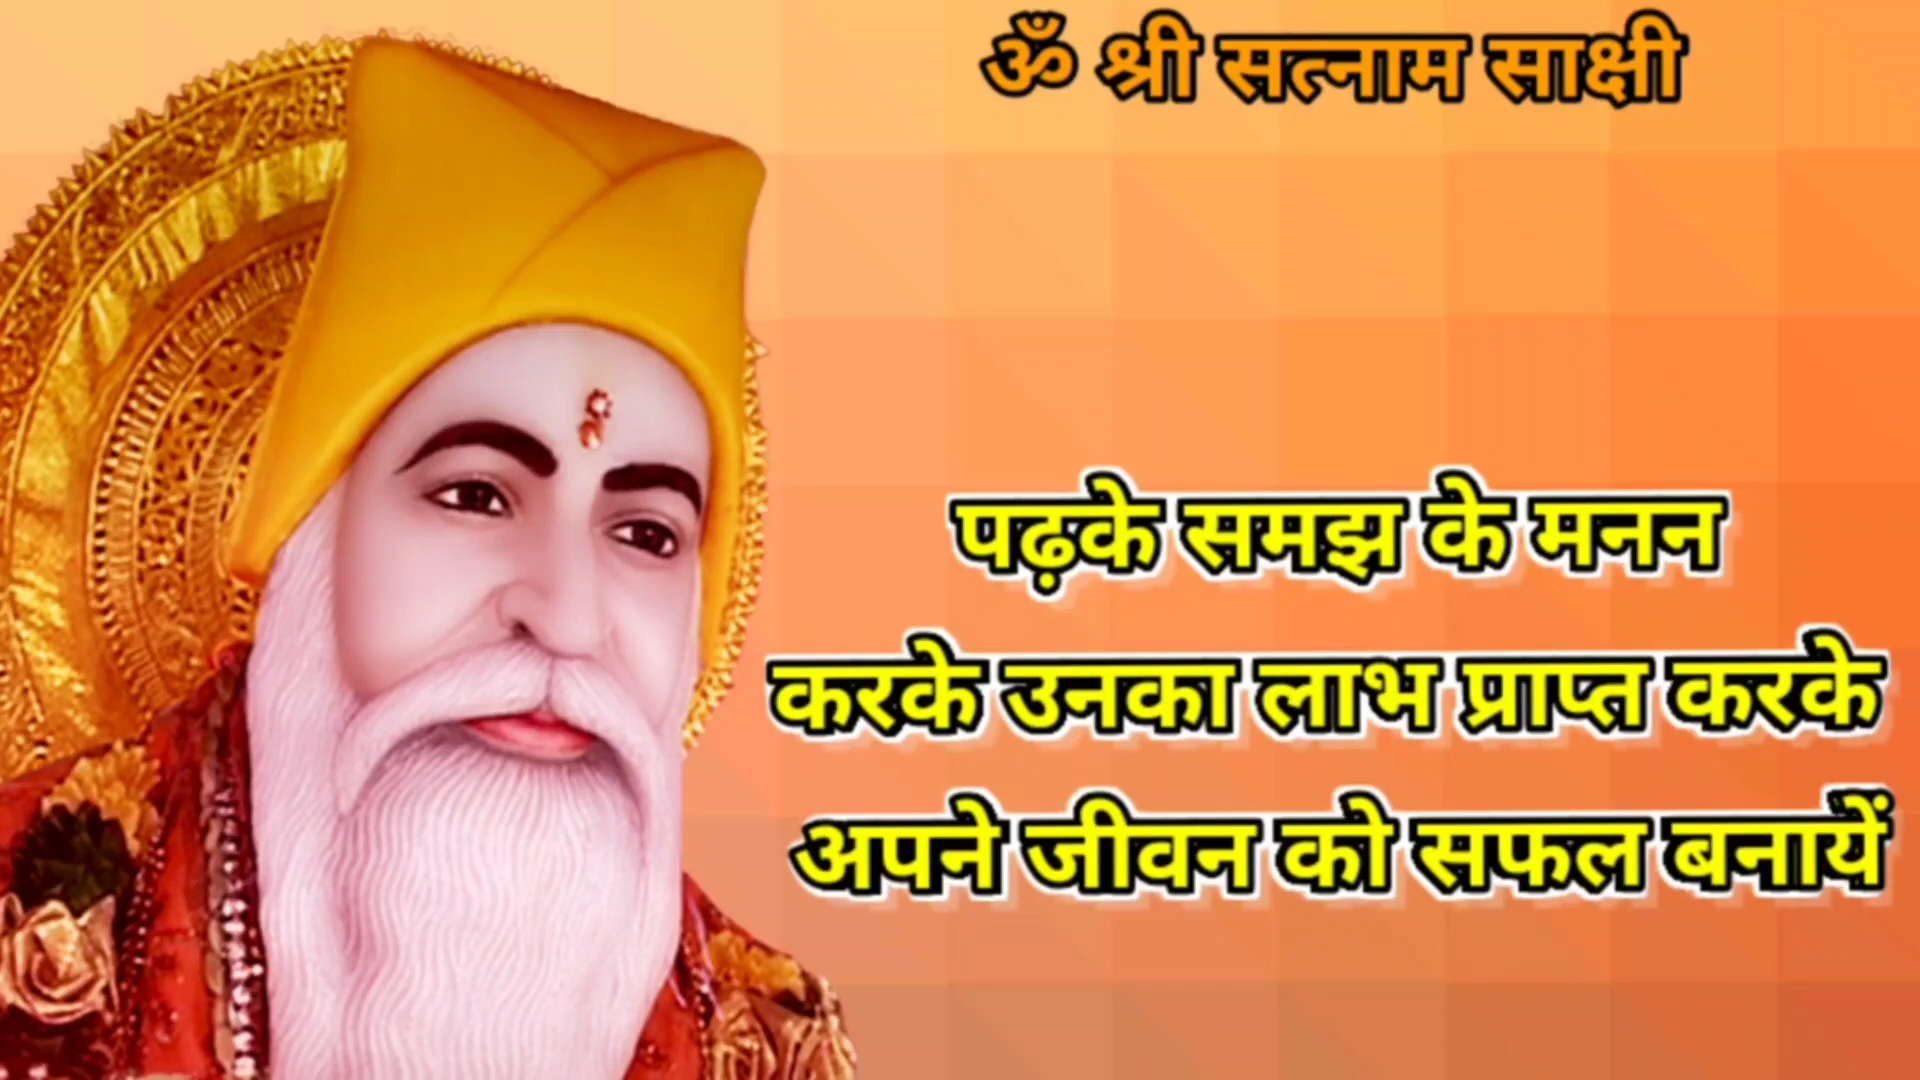 ॐ श्री सत्नाम साक्षी
पढ़के समझ के मनन
करके उनका लाभ प्राप्त करके
अपने जीवन को सफल बनायें